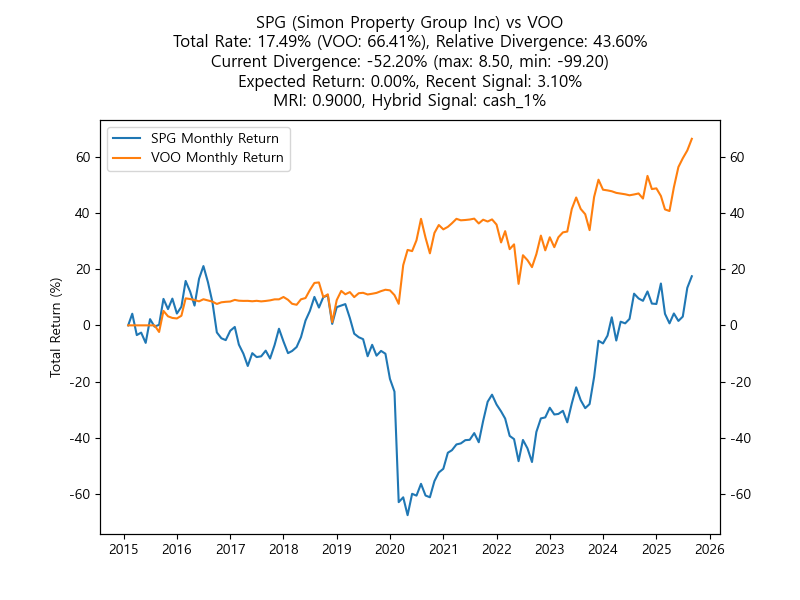 SPG (Simon Property Group Inc) vs VOO
Total Rate: 17.49% (VOO: 66.41%), Relative Divergence: 43.60%
Current Divergence: -52.20% (max: 8.50, min: -99.20)
Expected Return: 0.00%, Recent Signal: 3.10%
MRI: 0.9000, Hybrid Signal: cash_1%
SPG Monthly Return
VOO Monthly Return
Total Return (%)
60
40
20
0
-20
-40
-60
60
40
20
0
-20
-40
-60
2015 2016 2017 2018 2019 2020 2021 2022 2023 2024 2025 2026